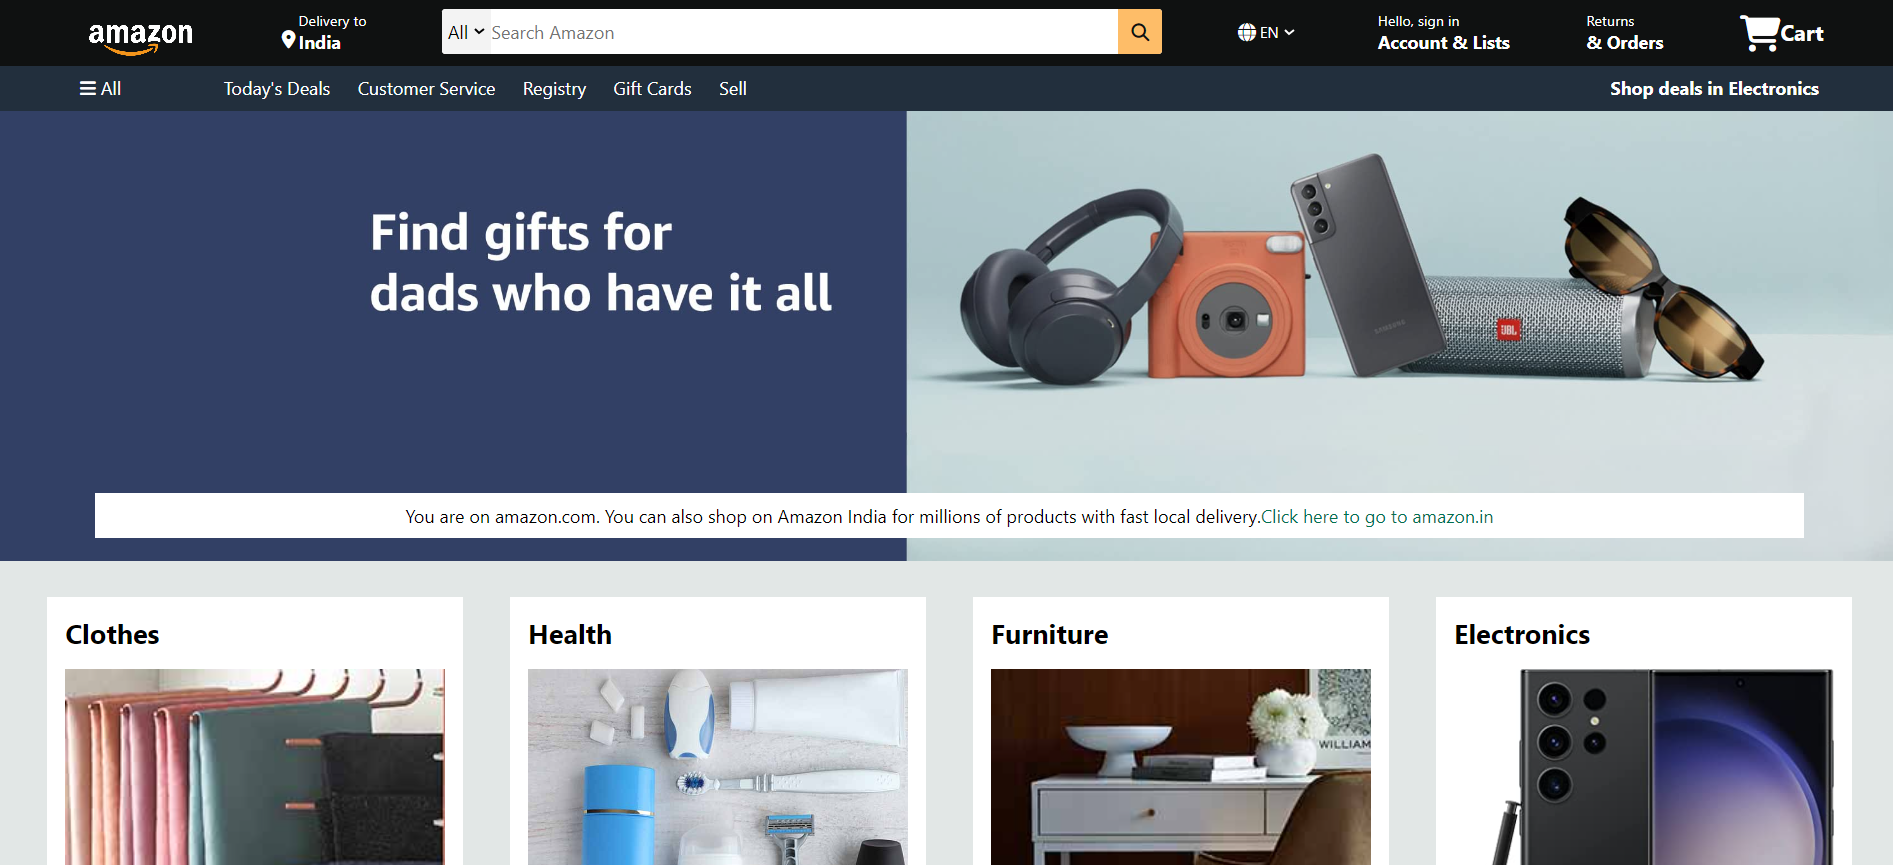 amazon
Delivery to
India
All
Search Amazon
EN
Hello, sign in
Account & Lists
Returns
& Orders
Cart
All
Today's Deals
Customer Service
Registry
Gift Cards
Sell
Shop deals in Electronics
Find gifts for
dads who have it all
SAMSUNG
JBL
You are on amazon.com. You can also shop on Amazon India for millions of products with fast local delivery.Click here to go to amazon.in
Clothes
Health
Furniture
Electronics
WILLIAM